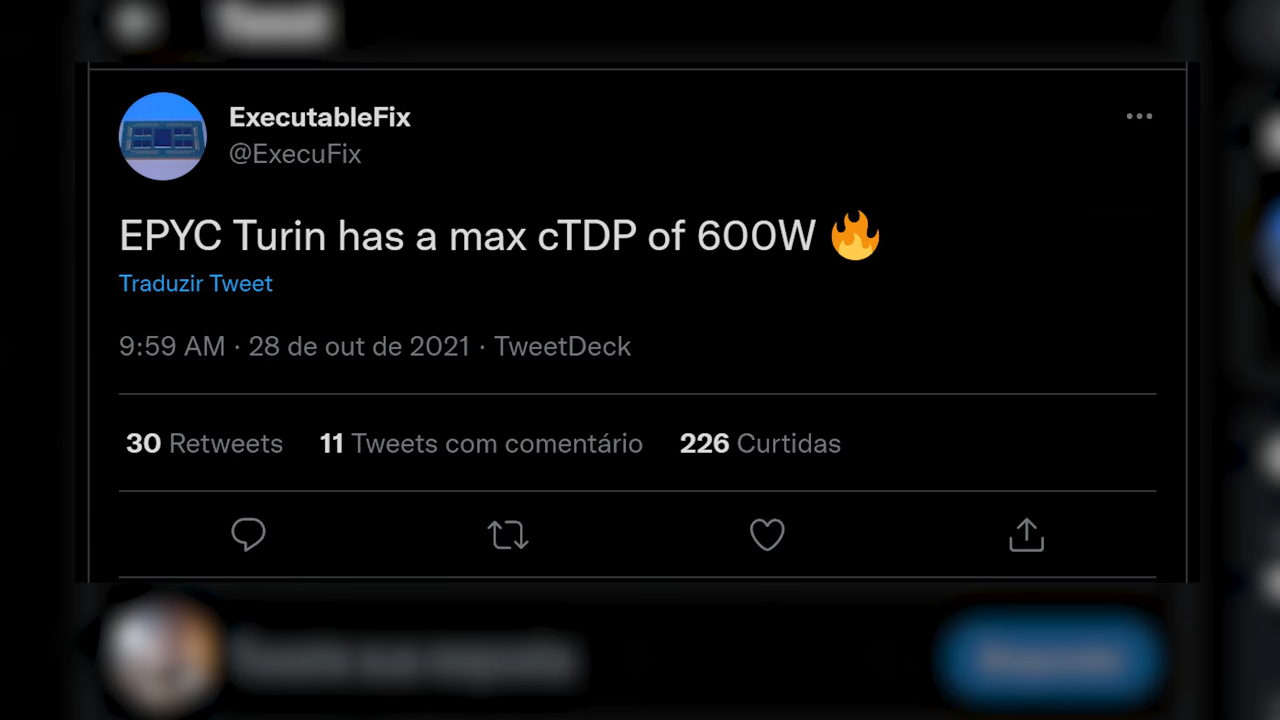 ExecutableFix
@ExecuFix
EPYC Turin has a max cTDP of 600W 🔥
Traduzir Tweet
9:59 AM · 28 de out de 2021 · TweetDeck
30 Retweets 11 Tweets com comentário 226 Curtidas